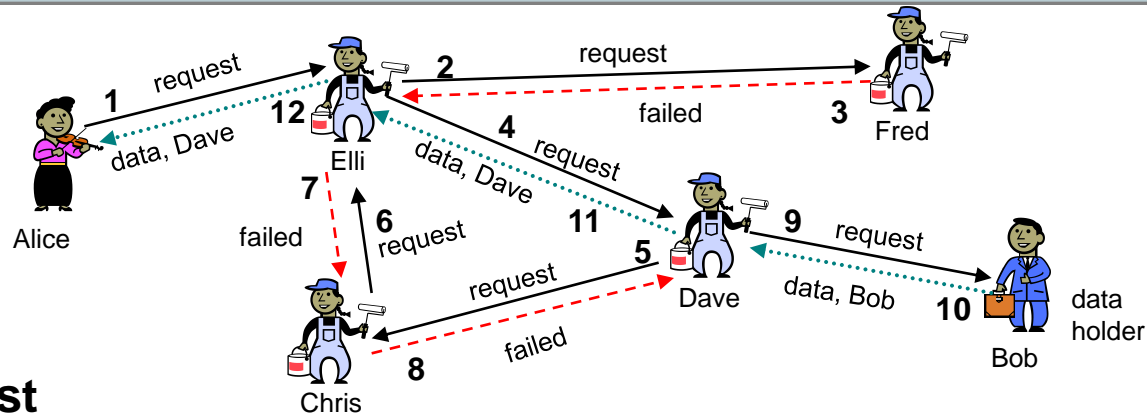 request
2
request
1
12
failed
3
Fred
data, Dave
Elli
4
request
data, Dave
7
6
request
11
9
request
Alice
failed
5
request
Dave
data, Bob
10
data
holder
failed
8
Bob
st
Chris